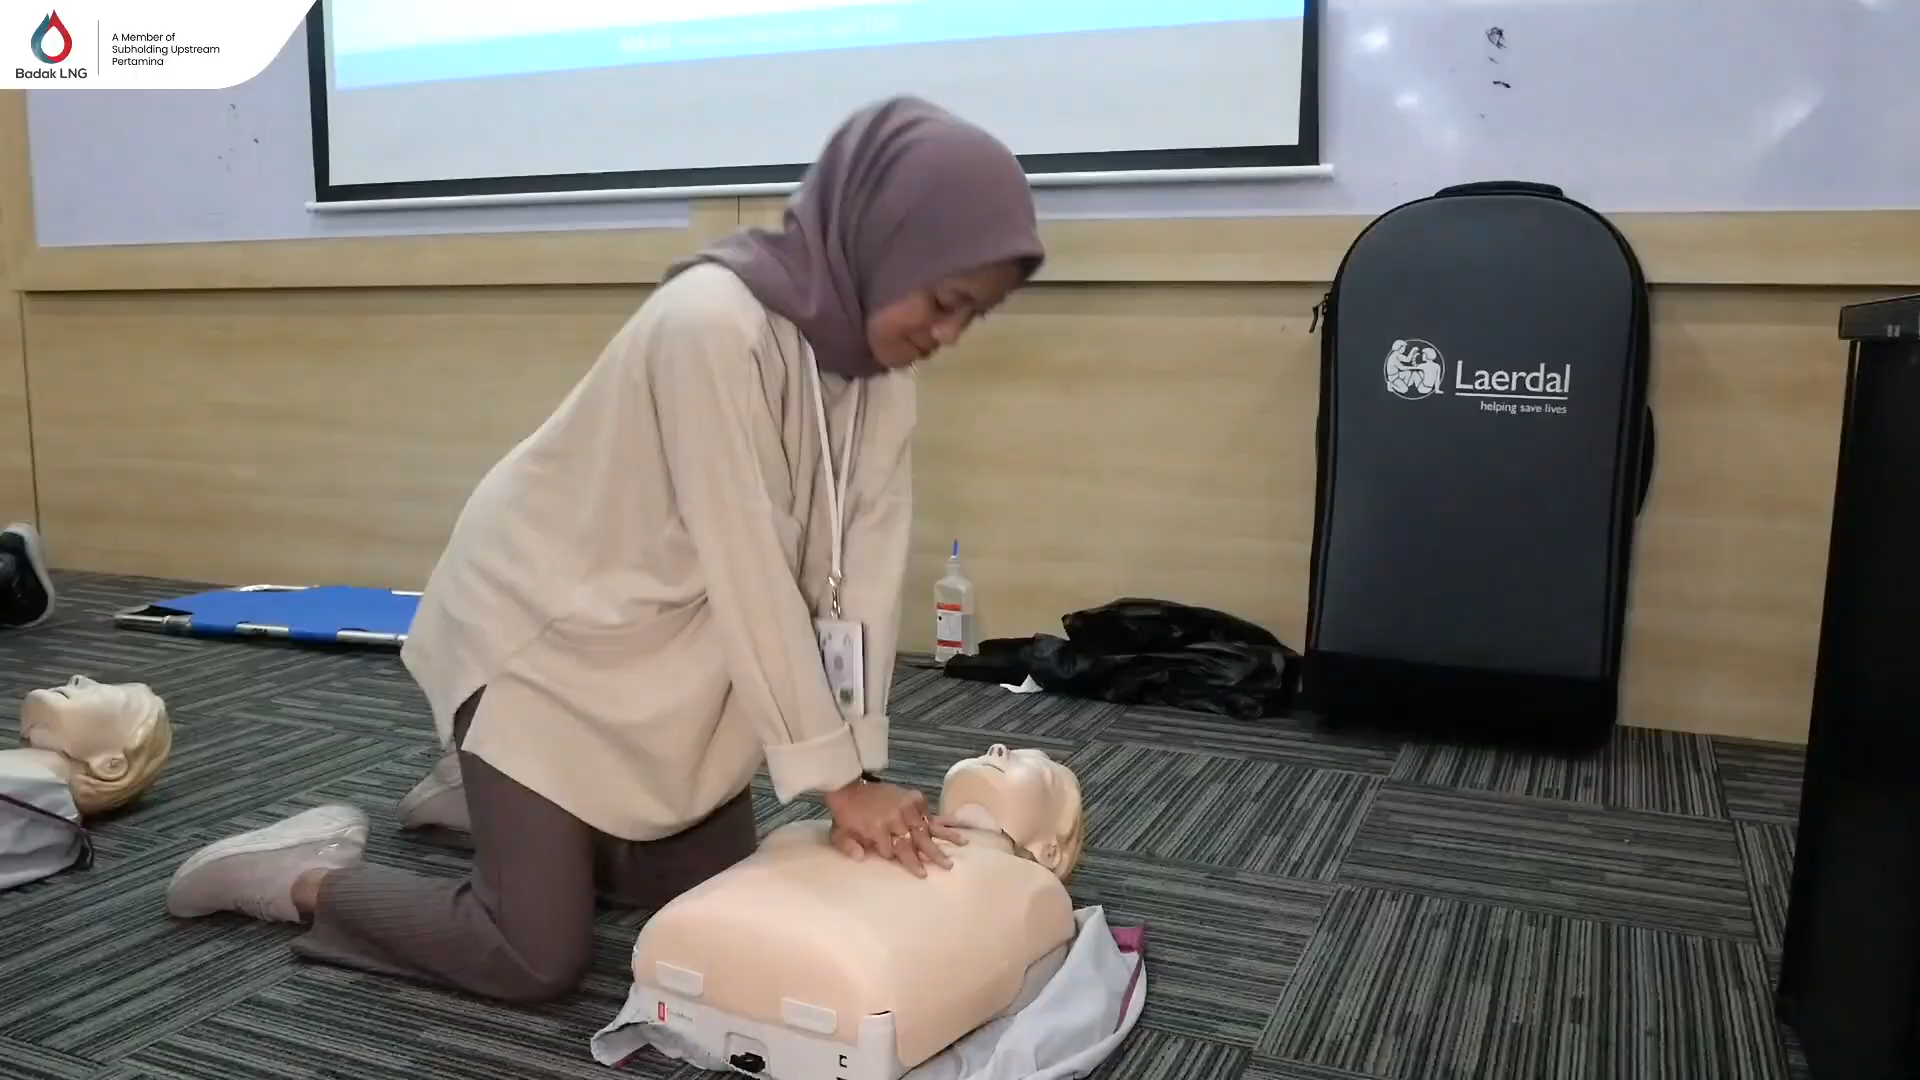 Badak LNG
A Member of
Subholding Upstream
Pertamina
Laerdal
helping save lives